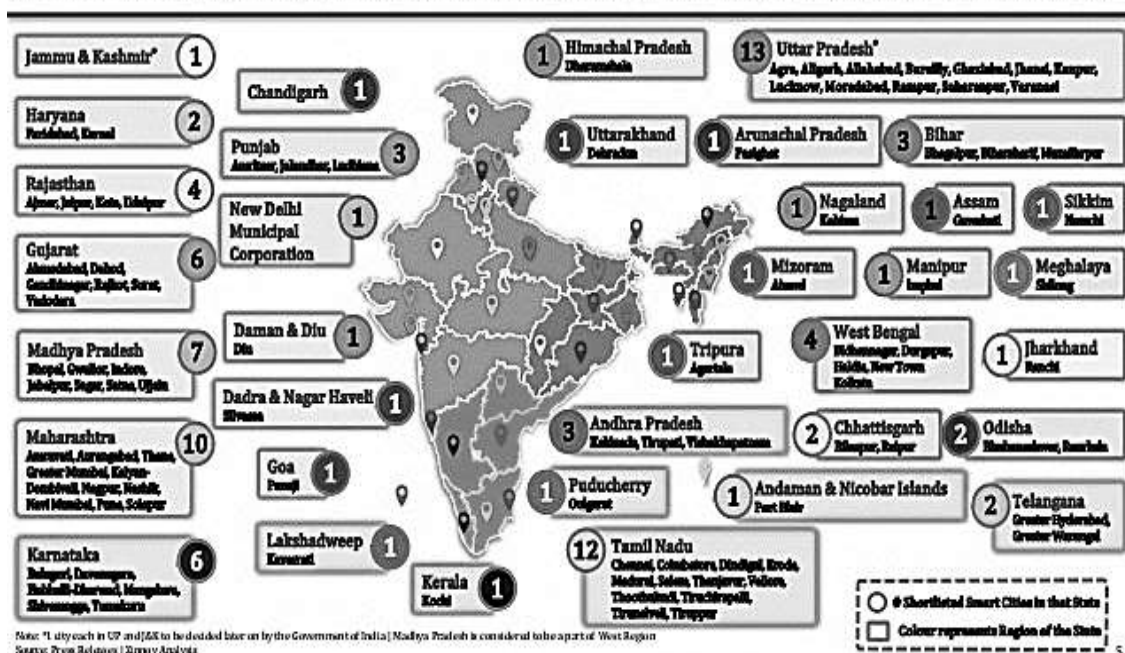 Jammu & Kashmir* 1
Haryana 2
Faridabad, Karnal
Rajasthan 4
Ajmer, Jaipur, Kota, Udaipur
Gujarat 6
Ahmedabad, Dahod,
Gandhinagar, Rajkot, Surat,
Vadodara
Madhya Pradesh 7
Bhopal, Gwalior, Indore,
Jabalpur, Sagar, Satna, Ujjain
Maharashtra 10
Amravati, Aurangabad, Thane,
Greater Mumbai, Kalyan-
Dombivali, Nagpur, Nashik,
Navi Mumbai, Pune, Solapur
Karnataka 6
Belagavi, Davanagere,
Hubballi-Dharwad, Mangaluru,
Shivamogga, Tumakuru
Chandigarh 1
Punjab 3
Amritsar, Jalandhar, Ludhiana
New Delhi
Municipal
Corporation 1
Daman & Diu 1
Diu
Dadra & Nagar Haveli 1
Silvassa
Goa 1
Panaji
Lakshadweep 1
Kavaratti
Kerala 1
Kochi
1 Himachal Pradesh
Dharamshala
13 Uttar Pradesh*
Agra, Aligarh, Allahabad, Bareilly, Ghaziabad, Jhansi, Kanpur,
Lucknow, Moradabad, Rampur, Saharanpur, Varanasi
1 Uttarakhand
Dehradun
1 Arunachal Pradesh
Pasighat
3 Bihar
Bhagalpur, Biharsharif, Muzaffarpur
1 Nagaland
Kohima
1 Assam
Guwahati
1 Sikkim
Namchi
1 Mizoram
Aizawl
1 Manipur
Imphal
1 Meghalaya
Shillong
1 Tripura
Agartala
4 West Bengal
Bidhannagar, Durgapur,
Haldia, New Town
Kolkata
1 Jharkhand
Ranchi
3 Andhra Pradesh
Kakinada, Tirupati, Vishakhapatnam
2 Chhattisgarh
Bilaspur, Raipur
2 Odisha
Bhubaneshwar, Rourkela
1 Puducherry
Oulgaret
1 Andaman & Nicobar Islands
Port Blair
2 Telangana
Greater Hyderabad,
Greater Warangal
12 Tamil Nadu
Chennai, Coimbatore, Dindigul, Erode,
Madurai, Salem, Thanjavur, Vellore,
Thoothukudi, Tiruchirapalli,
Tirunelveli, Tiruppur
# Shortlisted Smart Cities in that State
Colour represents Region of the State
Note: *1 city each in UP and J&K to be decided later on by the Government of India | Madhya Pradesh is considered to be a part of West Region
Source: Press Releases | Zinnov Analysis
5